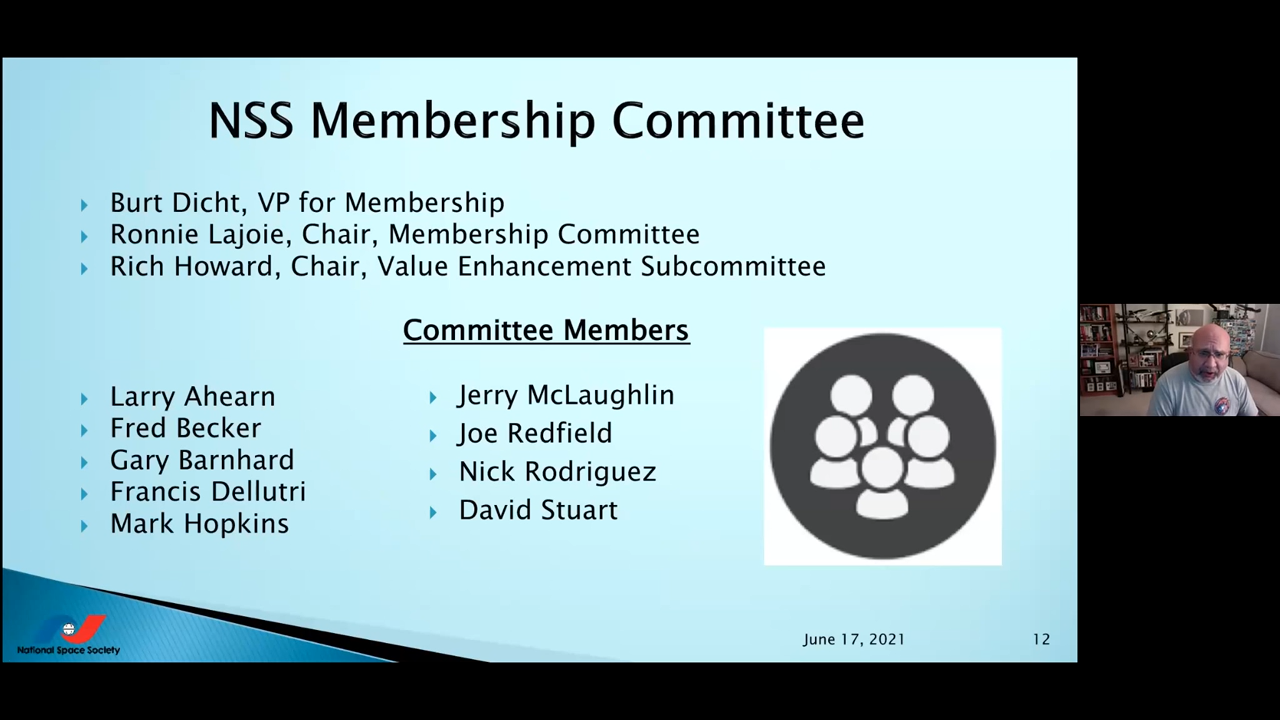 NSS Membership Committee
Burt Dicht, VP for Membership
Ronnie Lajoie, Chair, Membership Committee
Rich Howard, Chair, Value Enhancement Subcommittee
Committee Members
Larry Ahearn
Fred Becker
Gary Barnhard
Francis Dellutri
Mark Hopkins
Jerry McLaughlin
Joe Redfield
Nick Rodriguez
David Stuart
National Space Society
June 17, 2021
12